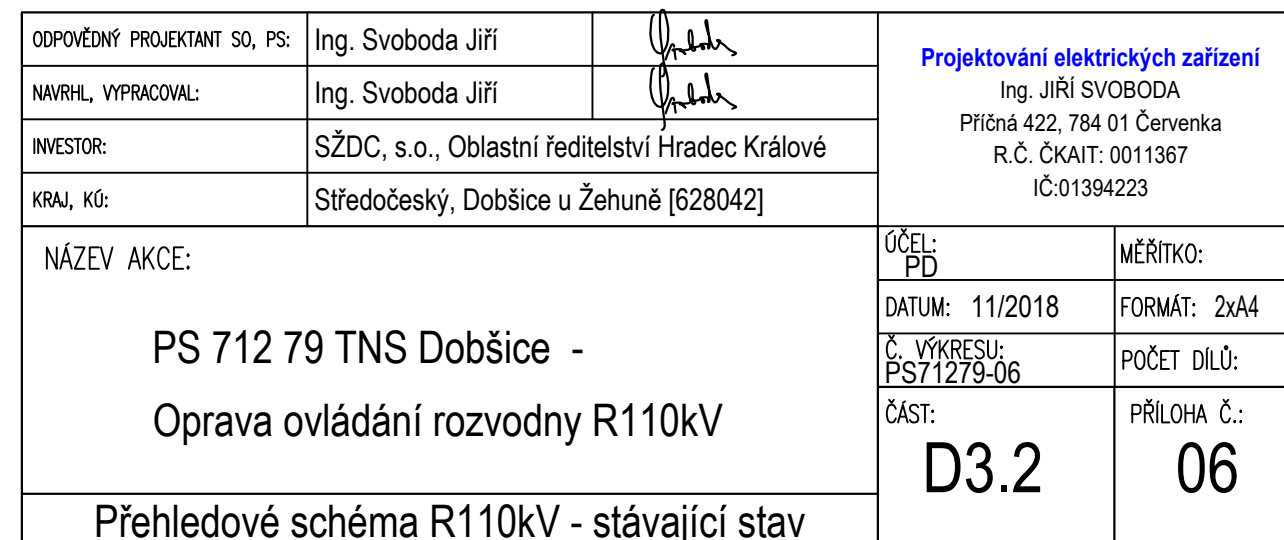 ODPOVĚDNÝ PROJEKTANT SO, PS: Ing. Svoboda Jiří
NAVRHL, VYPRACOVAL: Ing. Svoboda Jiří
INVESTOR: SŽDC, s.o., Oblastní ředitelství Hradec Králové
KRAJ, KÚ: Středočeský, Dobšice u Žehuně [628042]
Projektování elektrických zařízení
Ing. JIŘÍ SVOBODA
Příčná 422, 784 01 Červenka
R.Č. ČKAIT: 0011367
IČ:01394223
NÁZEV AKCE:
PS 712 79 TNS Dobšice -
Oprava ovládání rozvodny R110kV
Přehledové schéma R110kV - stávající stav
ÚČEL:
PD
MĚŘÍTKO:
DATUM: 11/2018
FORMÁT: 2xA4
Č. VÝKRESU:
PS71279-06
POČET DÍLŮ:
ČÁST:
D3.2
PŘÍLOHA Č.:
06